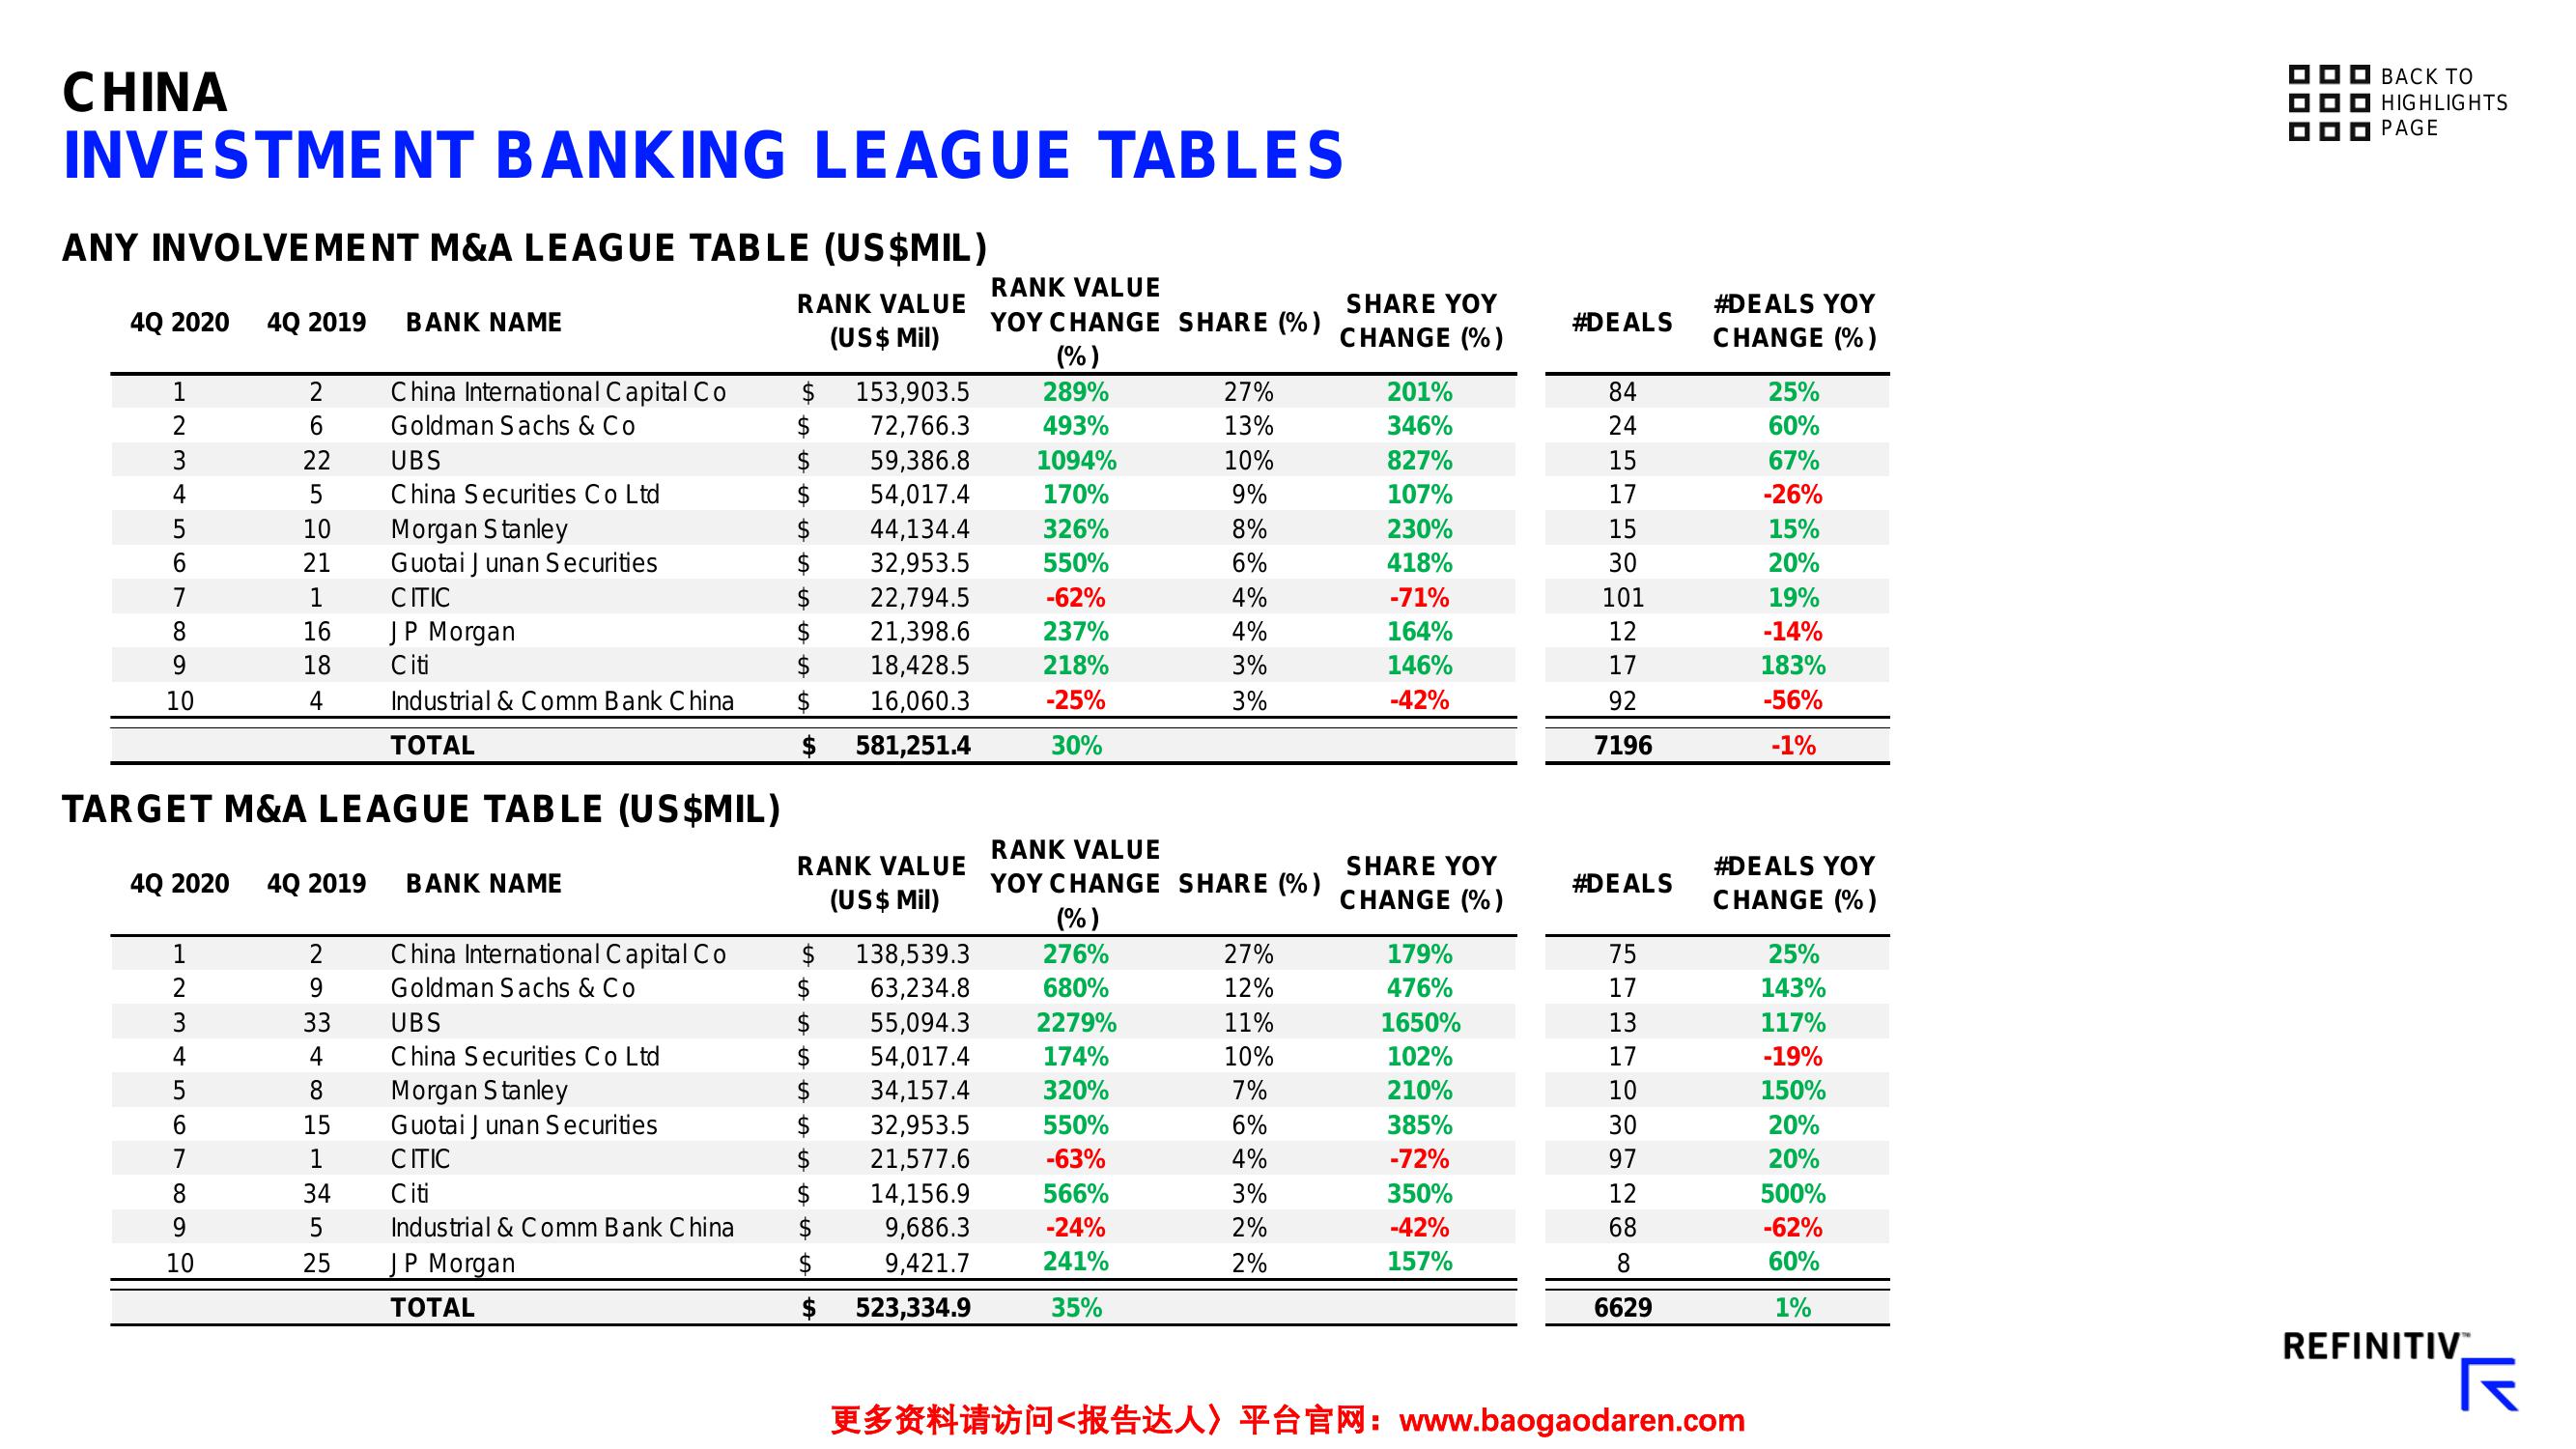 CHINA
INVESTMENT BANKING LEAGUE TABLES
BACK TO
HIGHLIGHTS
PAGE
ANY INVOLVEMENT M&A LEAGUE TABLE (US$MIL)
4Q 2020 4Q 2019 BANK NAME RANK VALUE (US$ Mil) RANK VALUE YOY CHANGE (%) SHARE (%) SHARE YOY CHANGE (%) #DEALS #DEALS YOY CHANGE (%)
1 2 China International Capital Co $ 153,903.5 289% 27% 201% 84 25%
2 6 Goldman Sachs & Co $ 72,766.3 493% 13% 346% 24 60%
3 22 UBS $ 59,386.8 1094% 10% 827% 15 67%
4 5 China Securities Co Ltd $ 54,017.4 170% 9% 107% 17 -26%
5 10 Morgan Stanley $ 44,134.4 326% 8% 230% 15 15%
6 21 Guotai Junan Securities $ 32,953.5 550% 6% 418% 30 20%
7 1 CITIC $ 22,794.5 -62% 4% -71% 101 19%
8 16 JP Morgan $ 21,398.6 237% 4% 164% 12 -14%
9 18 Citi $ 18,428.5 218% 3% 146% 17 183%
10 4 Industrial & Comm Bank China $ 16,060.3 -25% 3% -42% 92 -56%
TOTAL $ 581,251.4 30% 7196 -1%
TARGET M&A LEAGUE TABLE (US$MIL)
4Q 2020 4Q 2019 BANK NAME RANK VALUE (US$ Mil) RANK VALUE YOY CHANGE (%) SHARE (%) SHARE YOY CHANGE (%) #DEALS #DEALS YOY CHANGE (%)
1 2 China International Capital Co $ 138,539.3 276% 27% 179% 75 25%
2 9 Goldman Sachs & Co $ 63,234.8 680% 12% 476% 17 143%
3 33 UBS $ 55,094.3 2279% 11% 1650% 13 117%
4 4 China Securities Co Ltd $ 54,017.4 174% 10% 102% 17 -19%
5 8 Morgan Stanley $ 34,157.4 320% 7% 210% 10 150%
6 15 Guotai Junan Securities $ 32,953.5 550% 6% 385% 30 20%
7 1 CITIC $ 21,577.6 -63% 4% -72% 97 20%
8 34 Citi $ 14,156.9 566% 3% 350% 12 500%
9 5 Industrial & Comm Bank China $ 9,686.3 -24% 2% -42% 68 -62%
10 25 JP Morgan $ 9,421.7 241% 2% 157% 8 60%
TOTAL $ 523,334.9 35% 6629 1%
REFINITIV™
更多资料请访问<报告达人〉平台官网：www.baogaodaren.com